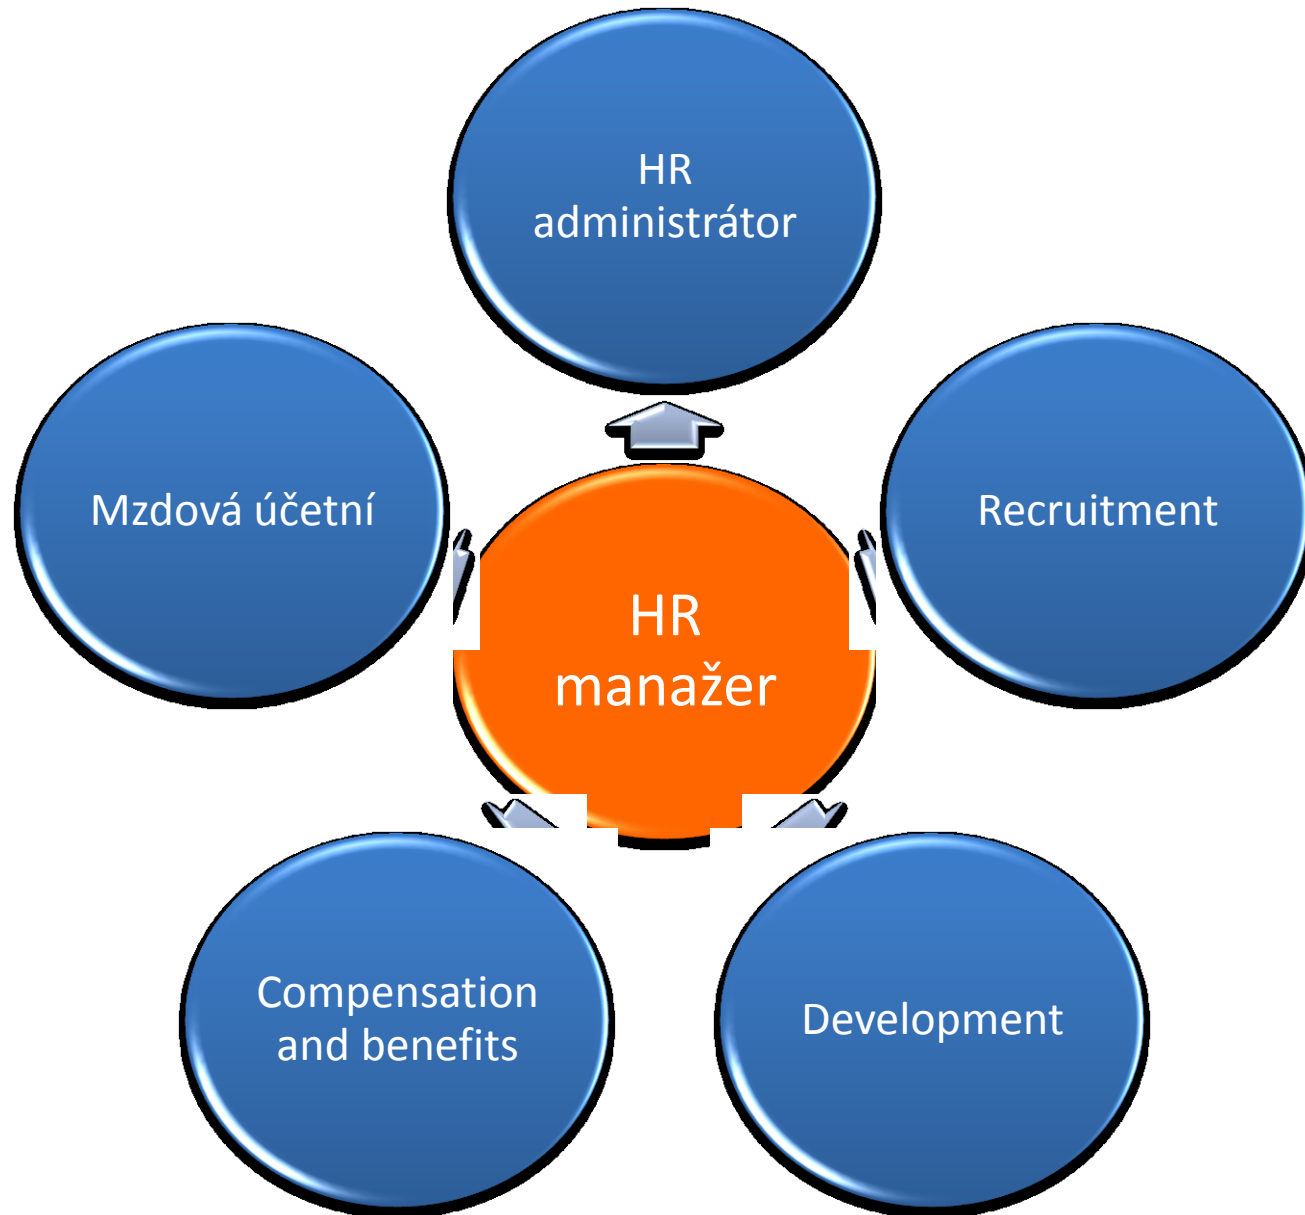 HR
administrátor
Mzdová účetní
Recruitment
HR
manažer
Compensation
and benefits
Development